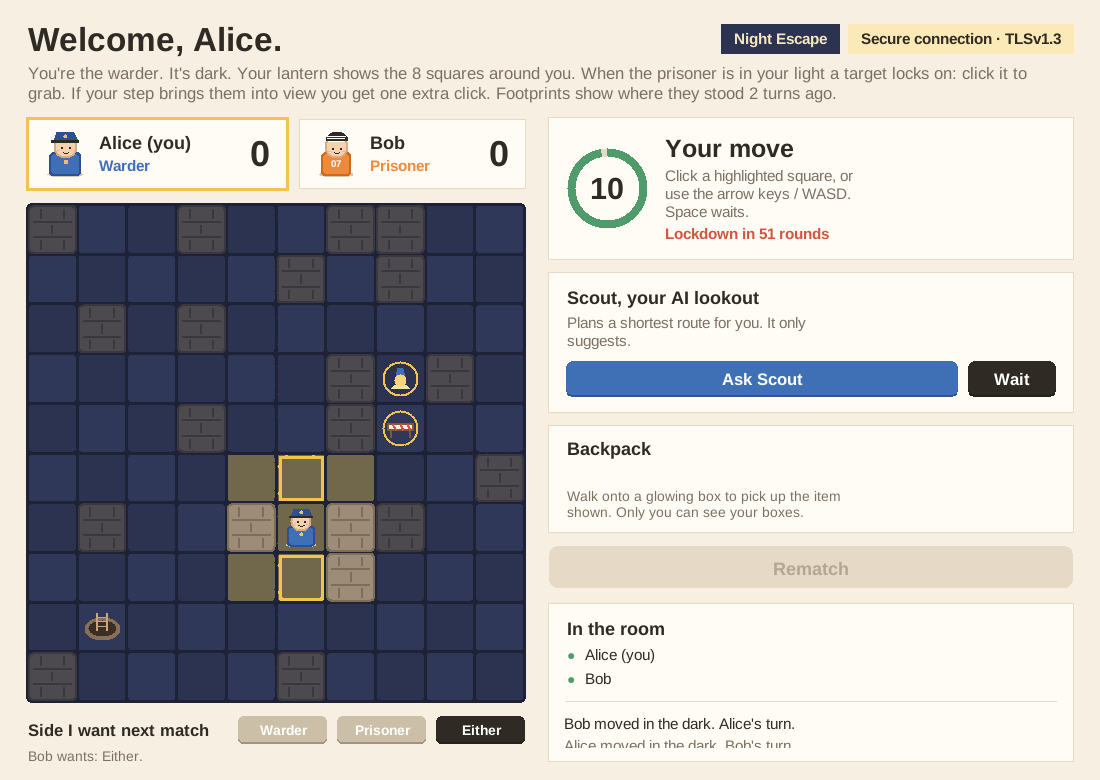 Welcome, Alice.
Night Escape
Secure connection · TLSv1.3
You're the warder. It's dark. Your lantern shows the 8 squares around you. When the prisoner is in your light a target locks on: click it to
grab. If your step brings them into view you get one extra click. Footprints show where they stood 2 turns ago.
Alice (you)
Warder
0
07
Bob
Prisoner
0
10
Your move
Click a highlighted square, or
use the arrow keys / WASD.
Space waits.
Lockdown in 51 rounds
Scout, your AI lookout
Plans a shortest route for you. It only
suggests.
Ask Scout
Wait
Backpack
Walk onto a glowing box to pick up the item
shown. Only you can see your boxes.
Rematch
In the room
Alice (you)
Bob
Bob moved in the dark. Alice's turn.
Alice moved in the dark. Bob's turn.
Side I want next match
Warder
Prisoner
Either
Bob wants: Either.